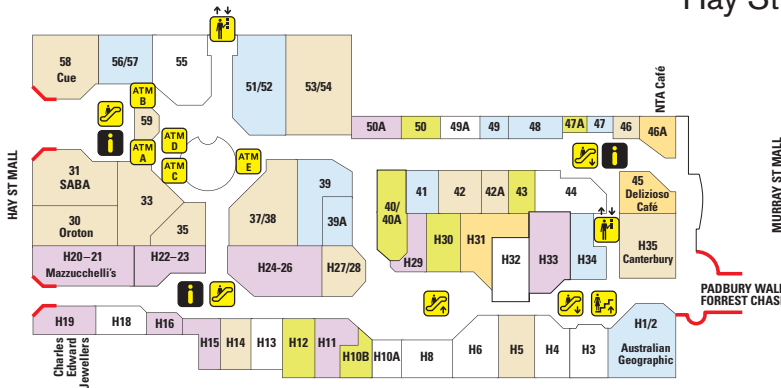 Hay St
58
Cue
56/57
55
51/52
53/54
ATM
B
59
ATM
A
ATM
D
ATM
C
ATM
E
i
50A
50
49A
49
48
47A
47
46
46A
NTA Café
i
HAY ST MALL
MURRAY ST MALL
31
SABA
30
Oroton
33
35
37/38
39
39A
40/
40A
41
42
42A
43
44
45
Delizioso
Café
H20–21
Mazzucchelli's
H22–23
H24-26
H27/28
H29
H30
H31
H32
H33
H34
H35
Canterbury
i
PADBURY WALK
FORREST CHAS
H19
Charles
Edward
Jewellers
H18
H16
H15
H14
H13
H12
H11
H10B
H10A
H8
H6
H5
H4
H3
H1/2
Australian
Geographic